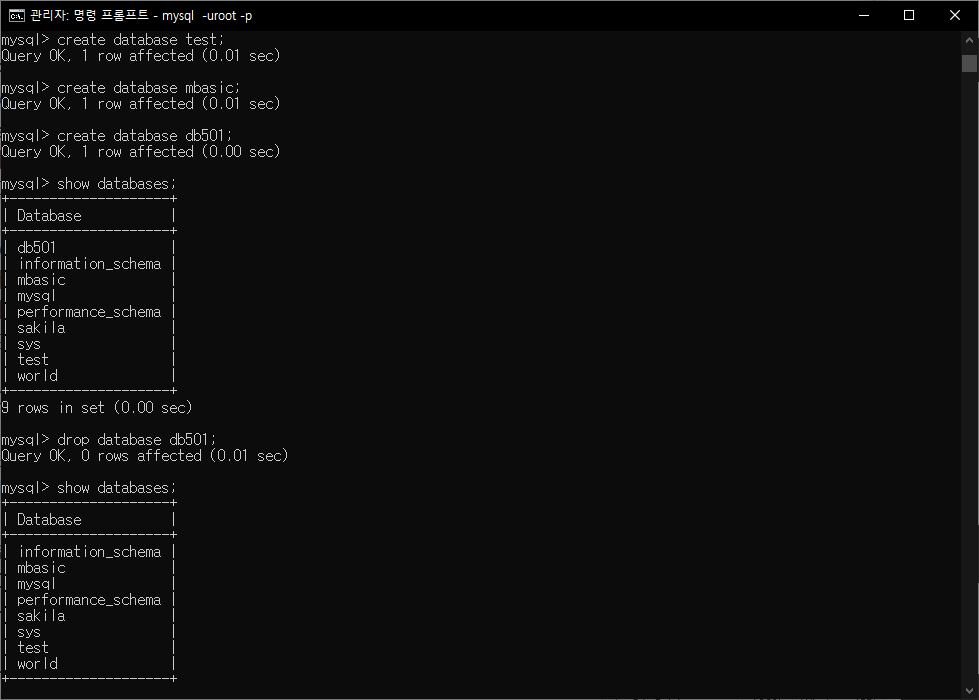 관리자: 명령 프롬프트 - mysql  -uroot -p
mysql> create database test;
Query OK, 1 row affected (0.01 sec)
mysql> create database mbasic;
Query OK, 1 row affected (0.01 sec)
mysql> create database db501;
Query OK, 1 row affected (0.00 sec)
mysql> show databases;
+--------------------+
| Database           |
+--------------------+
| db501              |
| information_schema |
| mbasic             |
| mysql              |
| performance_schema |
| sakila             |
| sys                |
| test               |
| world              |
+--------------------+
9 rows in set (0.00 sec)
mysql> drop database db501;
Query OK, 0 rows affected (0.01 sec)
mysql> show databases;
+--------------------+
| Database           |
+--------------------+
| information_schema |
| mbasic             |
| mysql              |
| performance_schema |
| sakila             |
| sys                |
| test               |
| world              |
+--------------------+